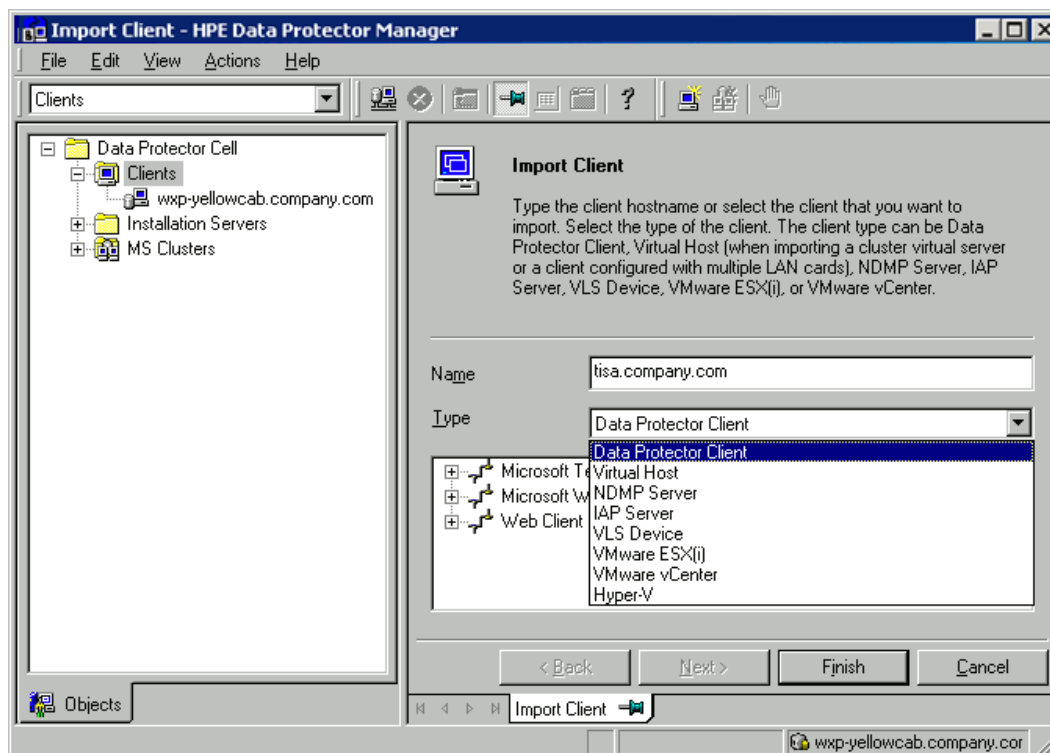 Import Client - HPE Data Protector Manager
File Edit View Actions Help
Clients
?
Data Protector Cell
Clients
wxp-yellowcab.company.com
Installation Servers
MS Clusters
Objects
Import Client
Type the client hostname or select the client that you want to
import. Select the type of the client. The client type can be Data
Protector Client, Virtual Host (when importing a cluster virtual server
or a client configured with multiple LAN cards), NDMP Server, IAP
Server, VLS Device, VMware ESX(i), or VMware vCenter.
Name
tisa.company.com
Type
Data Protector Client
Microsoft Te
Microsoft W
Web Client
Data Protector Client
Virtual Host
NDMP Server
IAP Server
VLS Device
VMware ESX(i)
VMware vCenter
Hyper-V
< Back Next > Finish Cancel
Import Client
wxp-yellowcab.company.cor